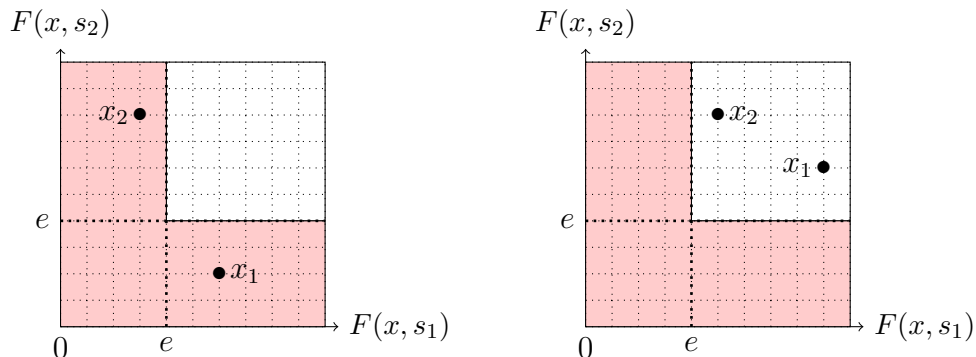 $F(x, s_2)$
$x_2$
$e$
$x_1$
$0$
$e$
$F(x, s_1)$
$F(x, s_2)$
$x_2$
$x_1$
$e$
$0$
$e$
$F(x, s_1)$